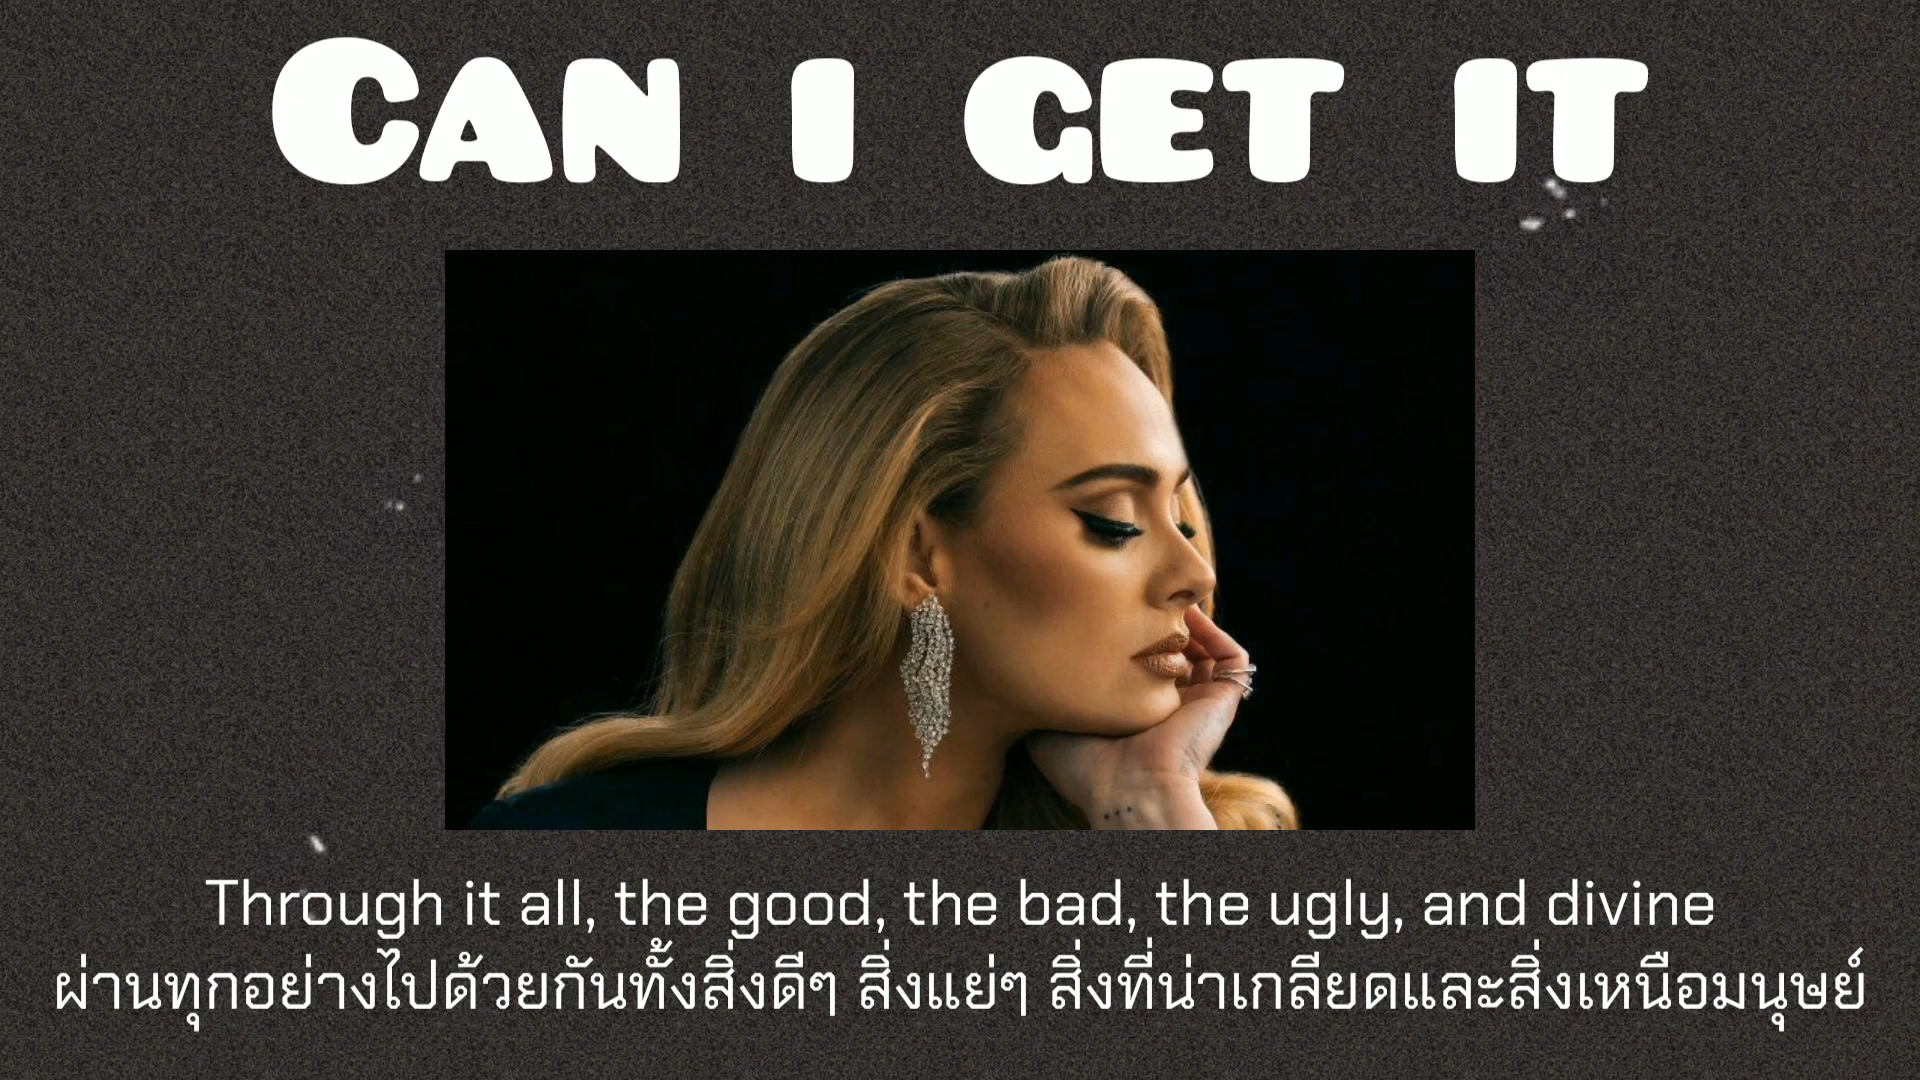 CAN I GET IT
Through it all, the good, the bad, the ugly, and divine
ผ่านทุกอย่างไปด้วยกันทั้งสิ่งดีๆ สิ่งแย่ๆ สิ่งที่น่าเกลียดและสิ่งเหนือมนุษย์